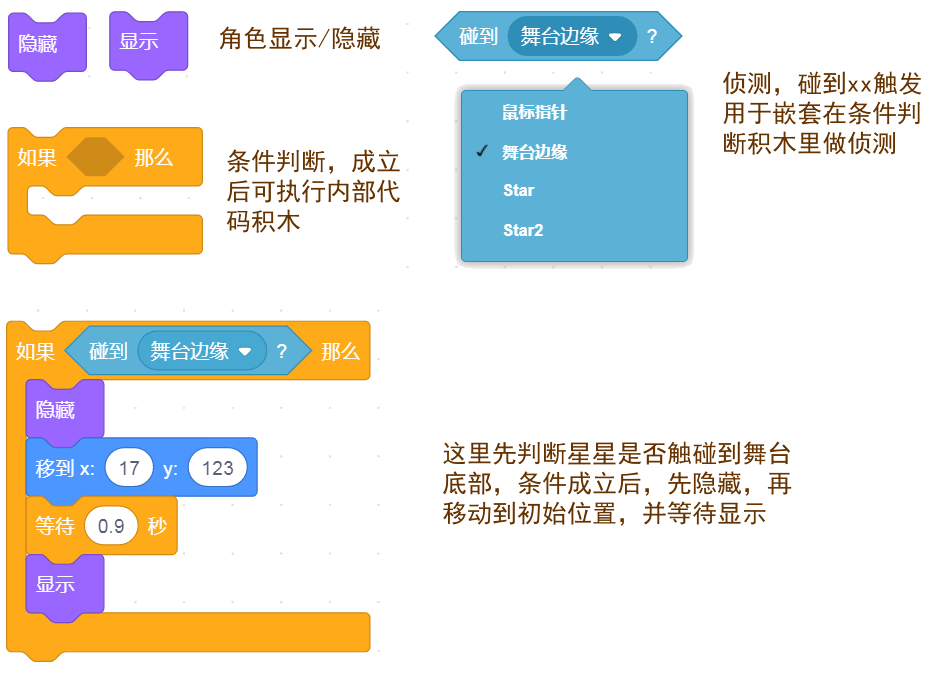 隐藏
显示
角色显示/隐藏
碰到 舞台边缘 ?
鼠标指针
舞台边缘
Star
Star2
侦测，碰到xx触发
用于嵌套在条件判
断积木里做侦测
如果 那么
条件判断，成立
后可执行内部代
码积木
如果 碰到 舞台边缘 ? 那么
隐藏
移到 x: 17 y: 123
等待 0.9 秒
显示
这里先判断星星是否触碰到舞台
底部，条件成立后，先隐藏，再
移动到初始位置，并等待显示